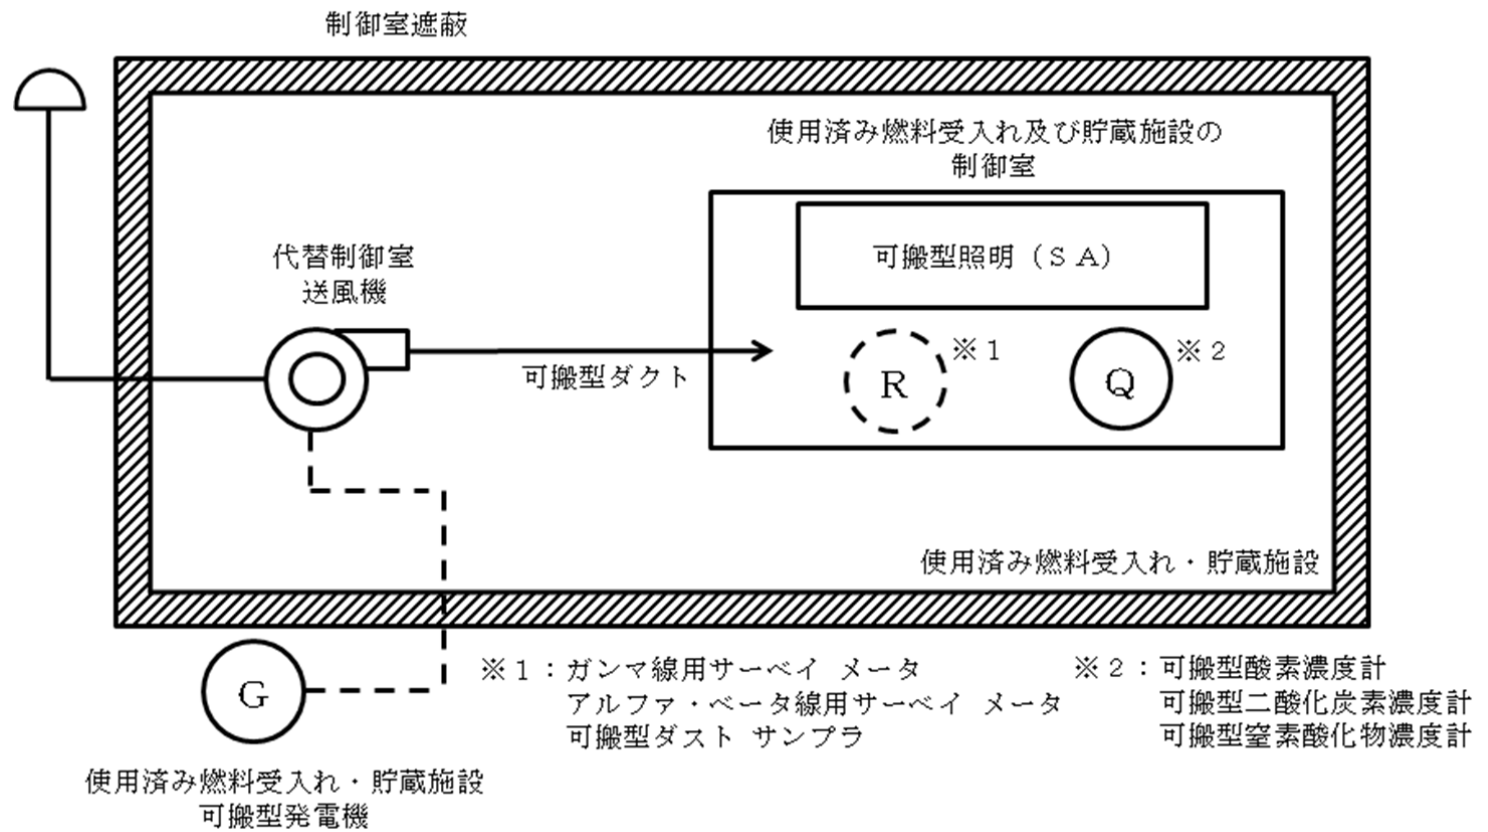 制御室遮蔽
使用済み燃料受入れ及び貯蔵施設の
制御室
可搬型照明（ＳＡ）
代替制御室
送風機
可搬型ダクト
R
※１
Q
※２
使用済み燃料受入れ・貯蔵施設
G
使用済み燃料受入れ・貯蔵施設
可搬型発電機
※１：ガンマ線用サーベイ メータ
アルファ・ベータ線用サーベイ メータ
可搬型ダスト サンプラ
※２：可搬型酸素濃度計
可搬型二酸化炭素濃度計
可搬型窒素酸化物濃度計